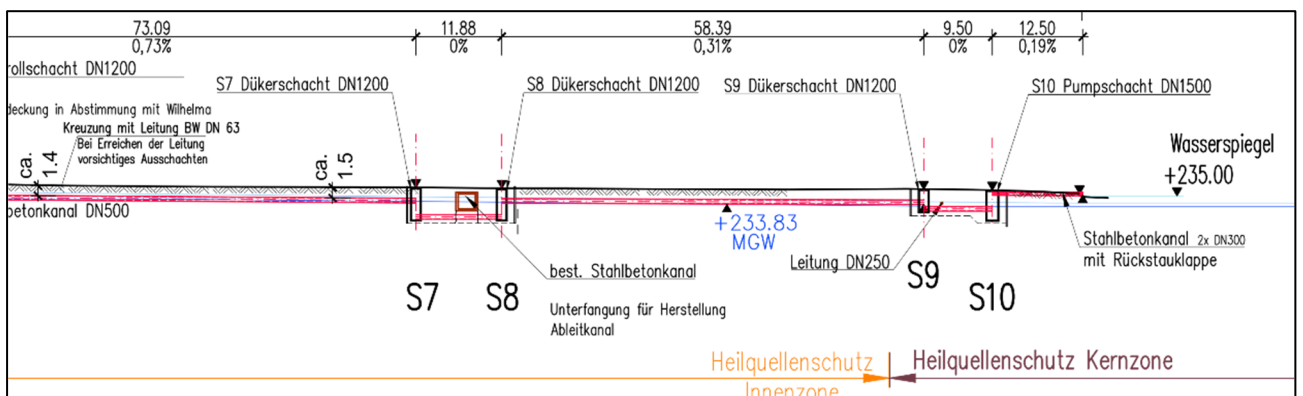 73.09 11.88 58.39 9.50 12.50
0,73% 0% 0,31% 0% 0,19%
rollschacht DN1200
S7 Dükerschacht DN1200
S8 Dükerschacht DN1200
S9 Dükerschacht DN1200
S10 Pumpschacht DN1500
deckung in Abstimmung mit Wilhelma
Kreuzung mit Leitung BW DN 63
Bei Erreichen der Leitung
vorsichtiges Ausschachten
ca.
1.4
ca.
1.5
Wasserspiegel
+235.00
betonkanal DN500
+233.83
MGW
Stahlbetonkanal 2x DN300
mit Rückstauklappe
Leitung DN250
best. Stahlbetonkanal
S7
S8
S9
S10
Unterfangung für Herstellung
Ableitkanal
Heilquellenschutz
Innenzone
Heilquellenschutz Kernzone